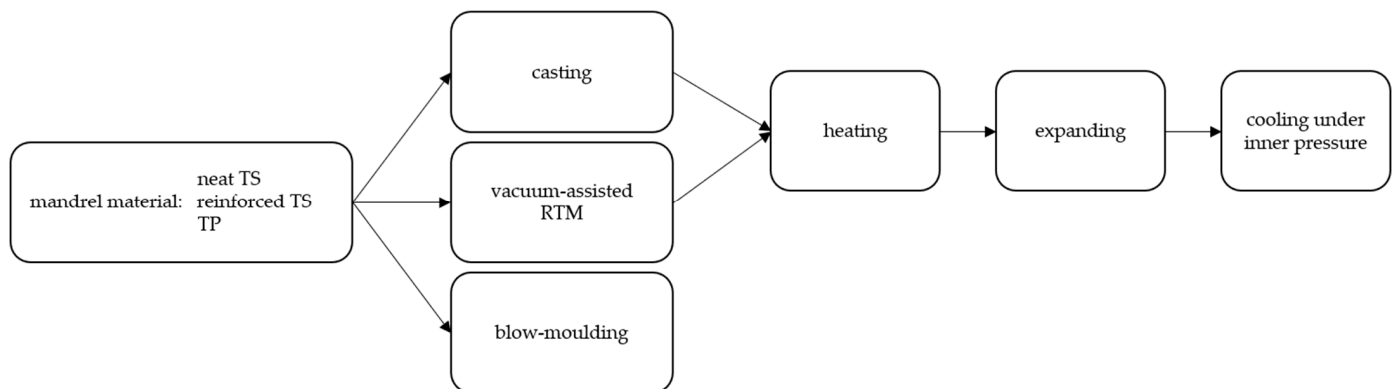 mandrel material:
neat TS
reinforced TS
TP
casting
vacuum-assisted
RTM
blow-moulding
heating
expanding
cooling under
inner pressure